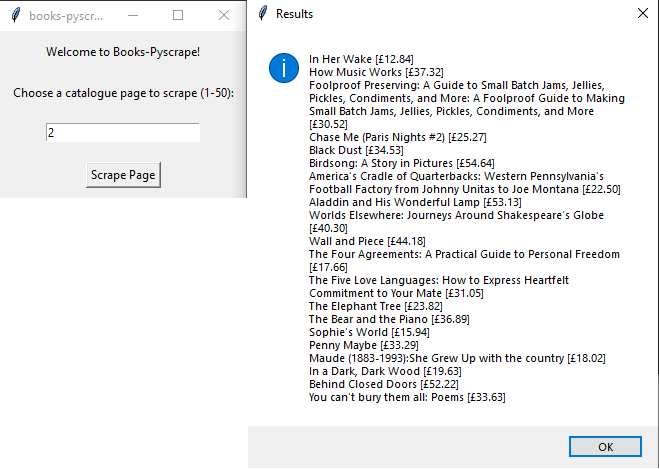 books-pyscr...
Welcome to Books-Pyscrape!
Choose a catalogue page to scrape (1-50):
2
Scrape Page
Results
In Her Wake [£12.84]
How Music Works [£37.32]
Foolproof Preserving: A Guide to Small Batch Jams, Jellies,
Pickles, Condiments, and More: A Foolproof Guide to Making
Small Batch Jams, Jellies, Pickles, Condiments, and More
[£30.52]
Chase Me (Paris Nights #2) [£25.27]
Black Dust [£34.53]
Birdsong: A Story in Pictures [£54.64]
America's Cradle of Quarterbacks: Western Pennsylvania's
Football Factory from Johnny Unitas to Joe Montana [£22.50]
Aladdin and His Wonderful Lamp [£53.13]
Worlds Elsewhere: Journeys Around Shakespeare's Globe
[£40.30]
Wall and Piece [£44.18]
The Four Agreements: A Practical Guide to Personal Freedom
[£17.66]
The Five Love Languages: How to Express Heartfelt
Commitment to Your Mate [£31.05]
The Elephant Tree [£23.82]
The Bear and the Piano [£36.89]
Sophie's World [£15.94]
Penny Maybe [£33.29]
Maude (1883-1993):She Grew Up with the country [£18.02]
In a Dark, Dark Wood [£19.63]
Behind Closed Doors [£52.22]
You can't bury them all: Poems [£33.63]
OK